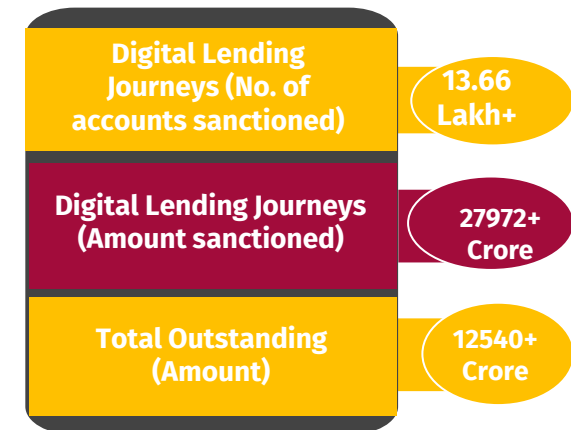 Digital Lending
Journeys (No. of
accounts sanctioned)
13.66
Lakh+
Digital Lending Journeys
(Amount sanctioned)
27972+
Crore
Total Outstanding
(Amount)
12540+
Crore